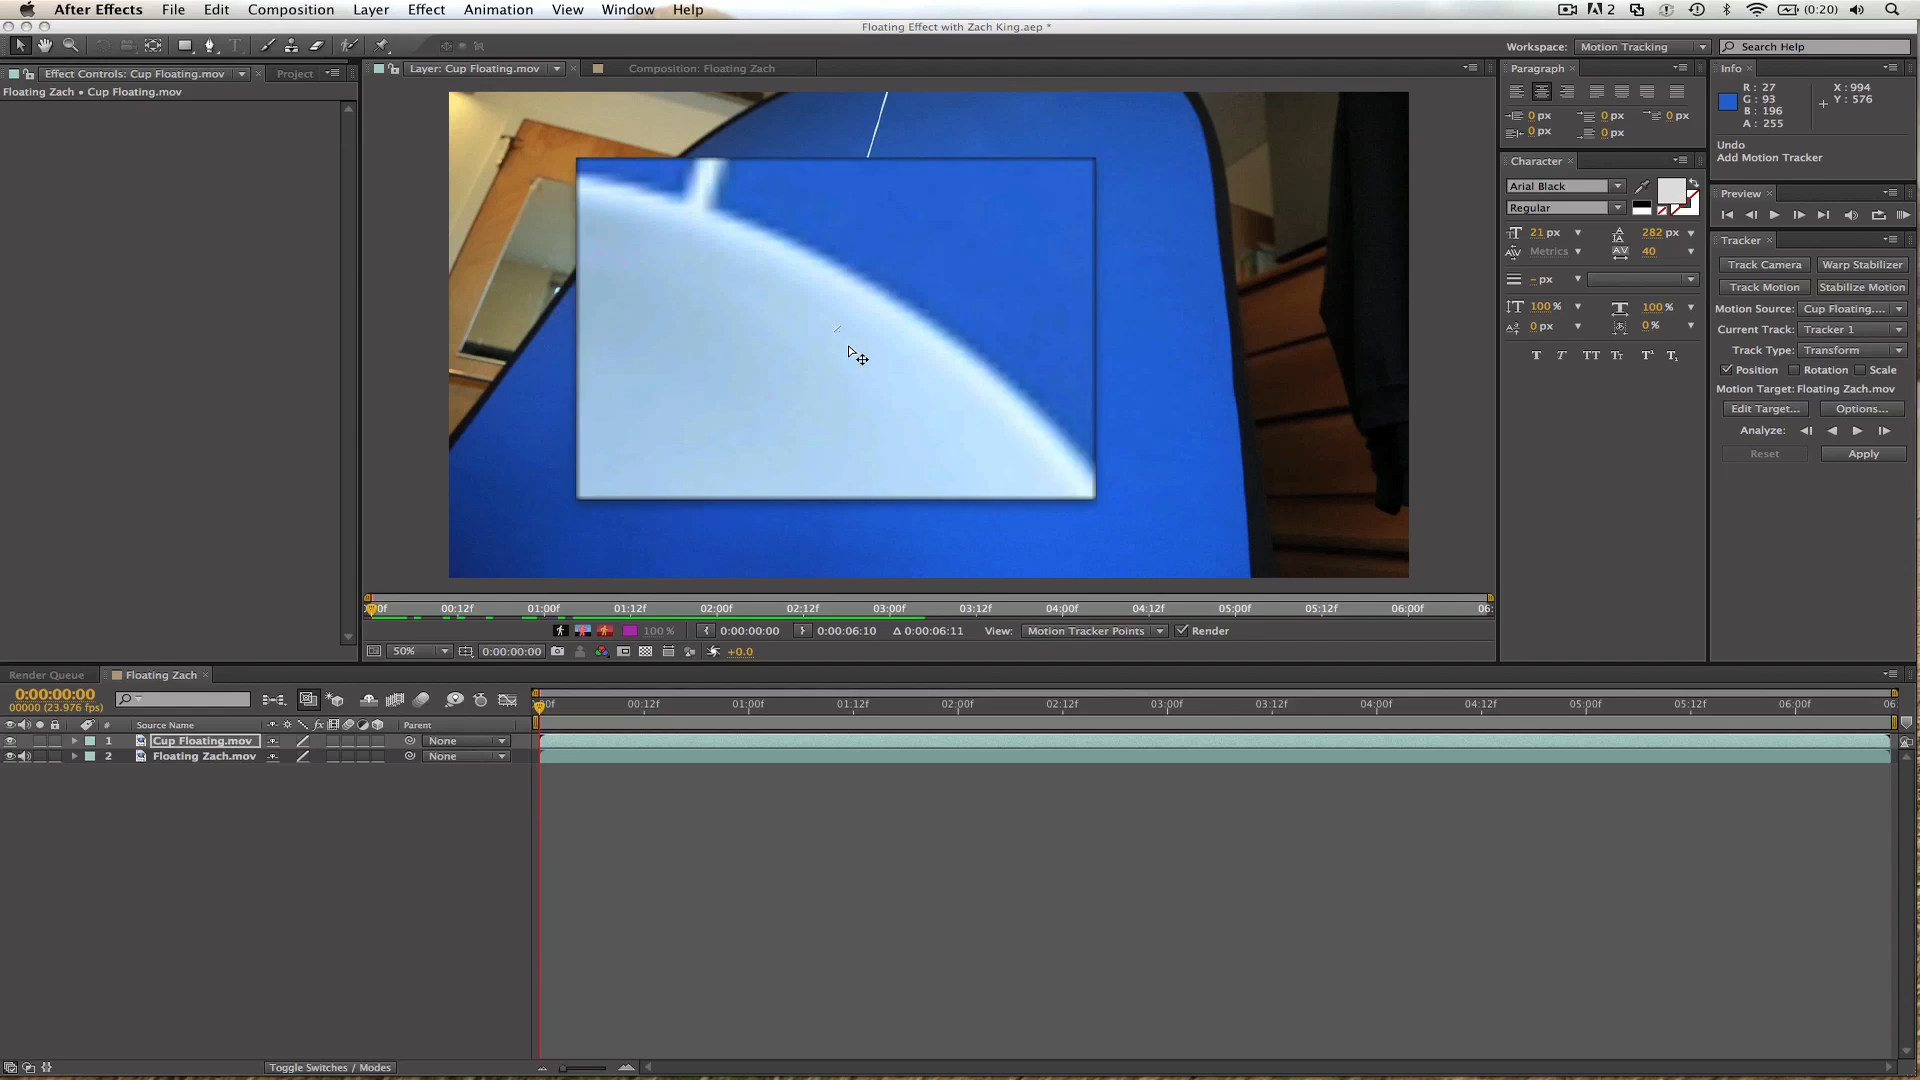 After Effects File Edit Composition Layer Effect Animation View Window Help
2 (0:20)
Floating Effect with Zach King.aep *
Workspace: Motion Tracking Search Help
Effect Controls: Cup Floating.mov Project
Floating Zach • Cup Floating.mov
Layer: Cup Floating.mov Composition: Floating Zach
Paragraph
0 px 0 px 0 px
0 px 0 px
Character
Arial Black
Regular
21 px 282 px
Metrics 40
- px
100 % 100 %
0 px 0 %
Info
R : 27
G : 93
B : 196
A : 255
X : 994
Y : 576
Undo
Add Motion Tracker
Preview
Tracker
Track Camera Warp Stabilizer
Track Motion Stabilize Motion
Motion Source: Cup Floating....
Current Track: Tracker 1
Track Type: Transform
Position Rotation Scale
Motion Target: Floating Zach.mov
Edit Target... Options...
Analyze:
Reset Apply
00:12f 01:00f 01:12f 02:00f 02:12f 03:00f 03:12f 04:00f 04:12f 05:00f 05:12f 06:00f 06:
100 % 0:00:00:00 0:00:06:10 Δ 0:00:06:11 View: Motion Tracker Points Render
50% 0:00:00:00 +0.0
Render Queue Floating Zach
0:00:00:00
00000 (23.976 fps)
00:12f 01:00f 01:12f 02:00f 02:12f 03:00f 03:12f 04:00f 04:12f 05:00f 05:12f 06:00f 06:
# Source Name Parent
1 Cup Floating.mov None
2 Floating Zach.mov None
Toggle Switches / Modes